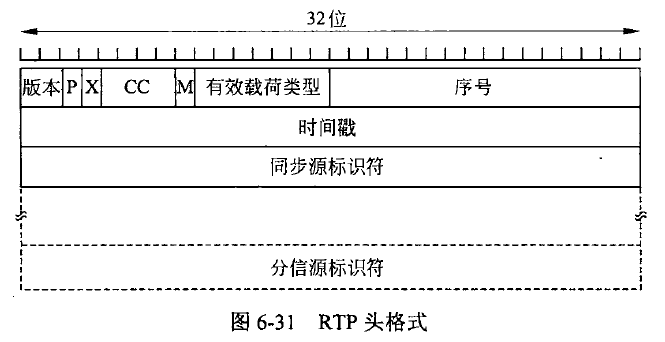 32位
版本 P X CC M 有效载荷类型 序号
时间戳
同步源标识符
分信源标识符
图 6-31 RTP 头格式